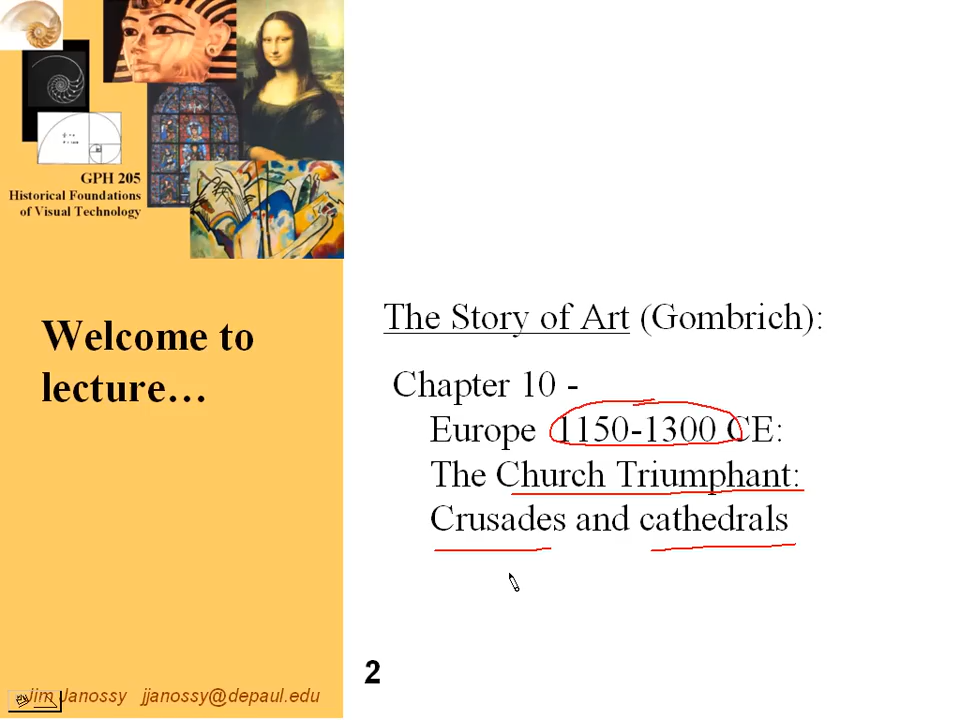 GPH 205
Historical Foundations
of Visual Technology
Welcome to
lecture…
The Story of Art (Gombrich):
Chapter 10 -
Europe 1150-1300 CE:
The Church Triumphant:
Crusades and cathedrals
2
Jim Janossy jjanossy@depaul.edu